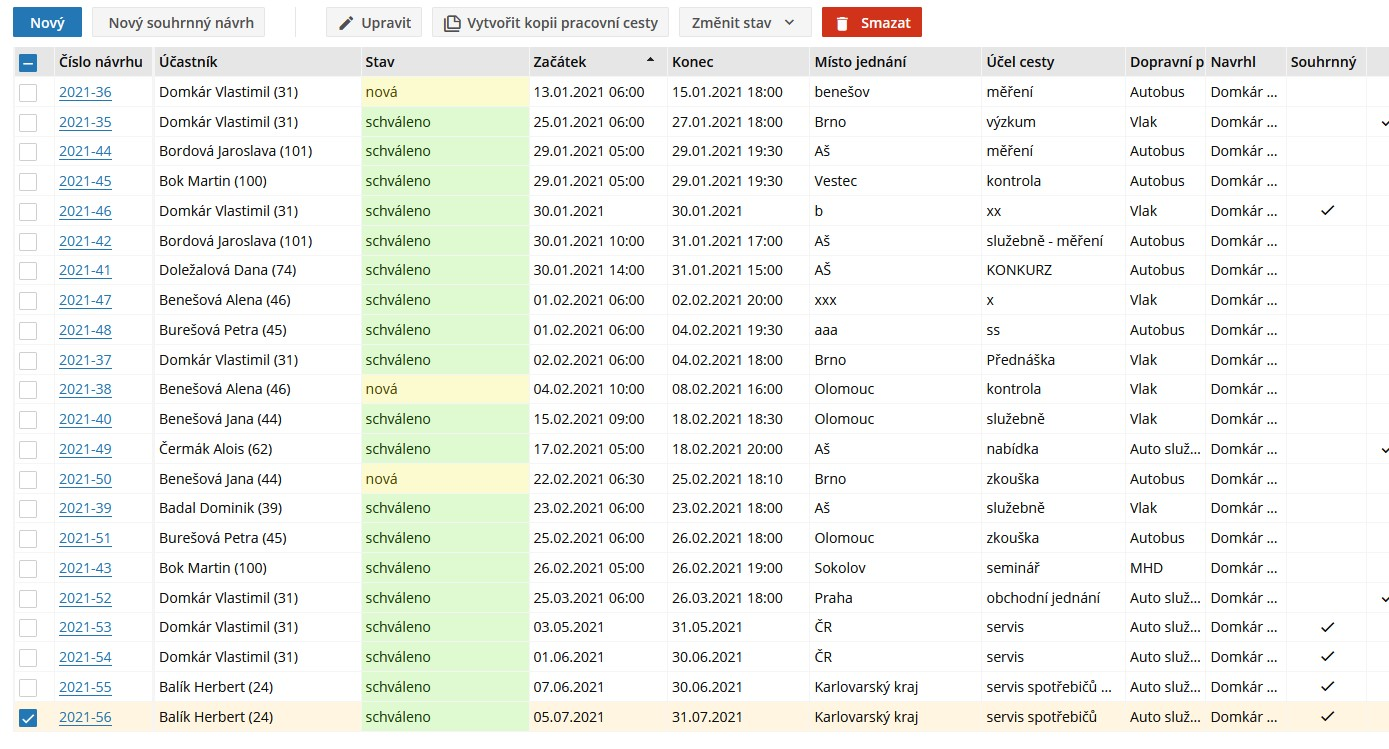 Nový Nový souhrnný návrh Upravit Vytvořit kopii pracovní cesty Změnit stav Smazat
Číslo návrhu Účastník Stav Začátek Konec Místo jednání Účel cesty Dopravní p Navrhl Souhrnný
2021-36 Domkár Vlastimil (31) nová 13.01.2021 06:00 15.01.2021 18:00 benešov měření Autobus Domkár ...
2021-35 Domkár Vlastimil (31) schváleno 25.01.2021 06:00 27.01.2021 18:00 Brno výzkum Vlak Domkár ...
2021-44 Bordová Jaroslava (101) schváleno 29.01.2021 05:00 29.01.2021 19:30 Aš měření Autobus Domkár ...
2021-45 Bok Martin (100) schváleno 29.01.2021 05:00 29.01.2021 19:30 Vestec kontrola Autobus Domkár ...
2021-46 Domkár Vlastimil (31) schváleno 30.01.2021 30.01.2021 b xx Vlak Domkár ...
2021-42 Bordová Jaroslava (101) schváleno 30.01.2021 10:00 31.01.2021 17:00 Aš služebně - měření Autobus Domkár ...
2021-41 Doležalová Dana (74) schváleno 30.01.2021 14:00 31.01.2021 15:00 AŠ KONKURZ Autobus Domkár ...
2021-47 Benešová Alena (46) schváleno 01.02.2021 06:00 02.02.2021 20:00 xxx x Vlak Domkár ...
2021-48 Burešová Petra (45) schváleno 01.02.2021 06:00 04.02.2021 19:30 aaa ss Autobus Domkár ...
2021-37 Domkár Vlastimil (31) schváleno 02.02.2021 06:00 04.02.2021 18:00 Brno Přednáška Vlak Domkár ...
2021-38 Benešová Alena (46) nová 04.02.2021 10:00 08.02.2021 16:00 Olomouc kontrola Vlak Domkár ...
2021-40 Benešová Jana (44) schváleno 15.02.2021 09:00 18.02.2021 18:30 Olomouc služebně Vlak Domkár ...
2021-49 Čermák Alois (62) schváleno 17.02.2021 05:00 18.02.2021 20:00 Aš nabídka Auto služ... Domkár ...
2021-50 Benešová Jana (44) nová 22.02.2021 06:30 25.02.2021 18:10 Brno zkouška Autobus Domkár ...
2021-39 Badal Dominik (39) schváleno 23.02.2021 06:00 23.02.2021 18:00 Aš služebně Vlak Domkár ...
2021-51 Burešová Petra (45) schváleno 25.02.2021 06:00 26.02.2021 18:00 Olomouc zkouška Autobus Domkár ...
2021-43 Bok Martin (100) schváleno 26.02.2021 05:00 26.02.2021 19:00 Sokolov seminář MHD Domkár ...
2021-52 Domkár Vlastimil (31) schváleno 25.03.2021 06:00 26.03.2021 18:00 Praha obchodní jednání Auto služ... Domkár ...
2021-53 Domkár Vlastimil (31) schváleno 03.05.2021 31.05.2021 ČR servis Auto služ... Domkár ...
2021-54 Domkár Vlastimil (31) schváleno 01.06.2021 30.06.2021 ČR servis Auto služ... Domkár ...
2021-55 Balík Herbert (24) schváleno 07.06.2021 30.06.2021 Karlovarský kraj servis spotřebičů ... Auto služ... Domkár ...
2021-56 Balík Herbert (24) schváleno 05.07.2021 31.07.2021 Karlovarský kraj servis spotřebičů Auto služ... Domkár ...